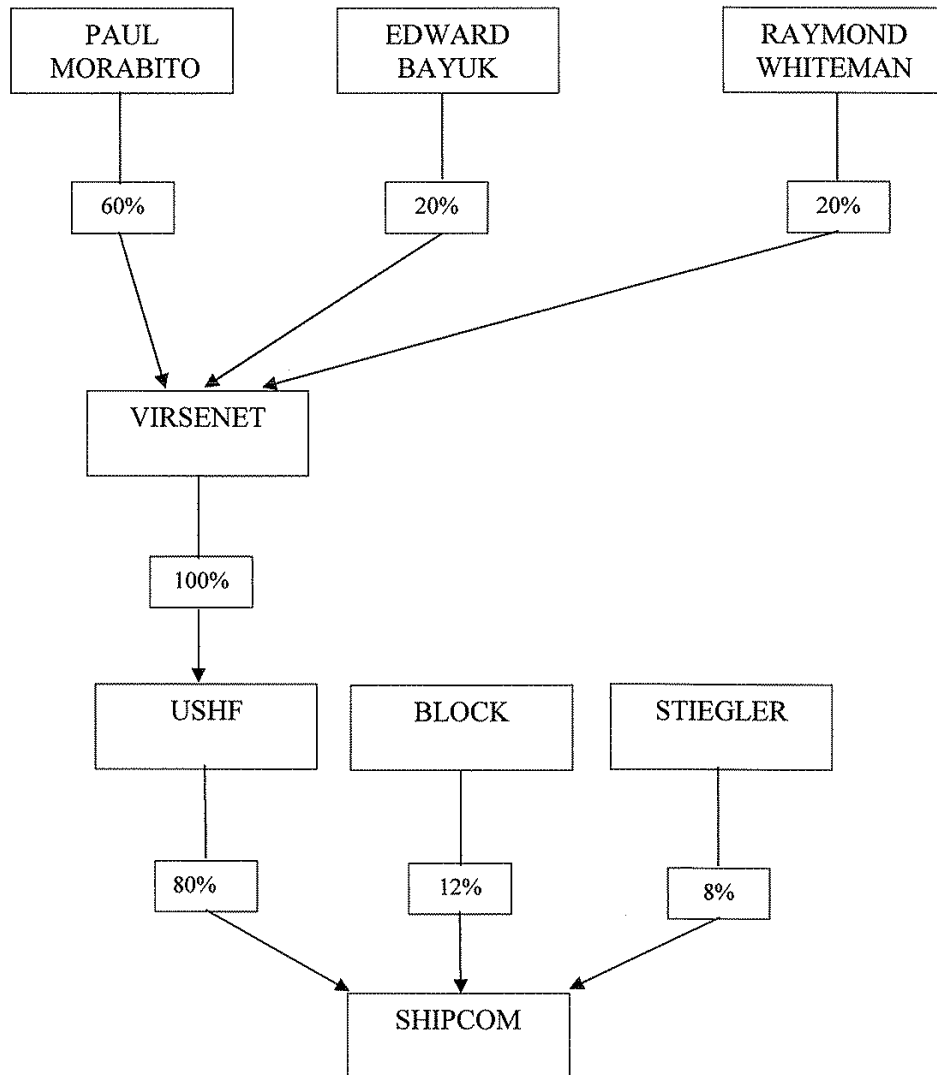 PAUL
MORABITO
EDWARD
BAYUK
RAYMOND
WHITEMAN
60%
20%
20%
VIRSENET
100%
USHF
BLOCK
STIEGLER
80%
12%
8%
SHIPCOM